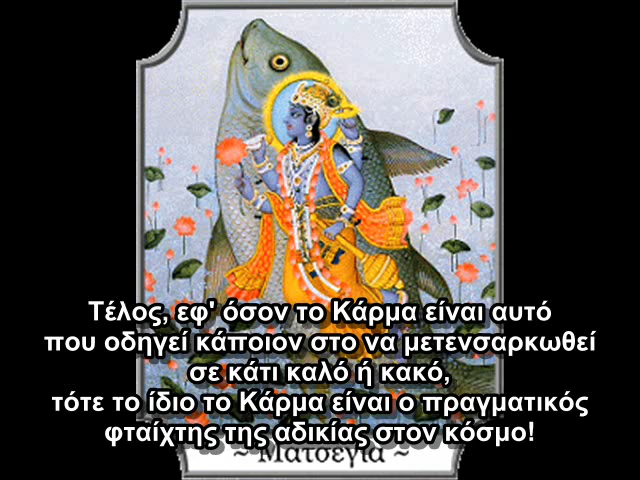 Τέλος, εφ' όσον το Κάρμα είναι αυτό
που οδηγεί κάποιον στο να μετενσαρκωθεί
σε κάτι καλό ή κακό,
τότε το ίδιο το Κάρμα είναι ο πραγματικός
φταίχτης της αδικίας στον κόσμο!
~ Ματσέγια ~